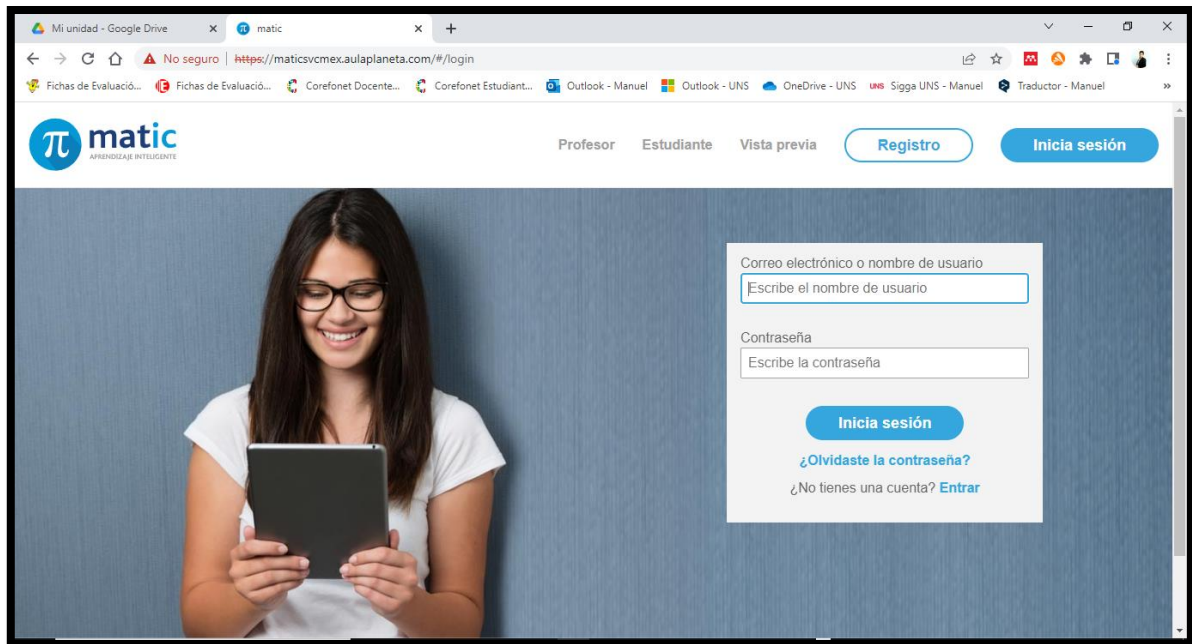 Mi unidad - Google Drive
matic
No seguro | https://maticsvcmex.aulaplaneta.com/#/login
Fichas de Evaluació... Fichas de Evaluació... Corefonet Docente... Corefonet Estudiant... Outlook - Manuel Outlook - UNS OneDrive - UNS UNS Sigga UNS - Manuel Traductor - Manuel »
π matic
APRENDIZAJE INTELIGENTE
Profesor Estudiante Vista previa Registro Inicia sesión
Correo electrónico o nombre de usuario
Escribe el nombre de usuario
Contraseña
Escribe la contraseña
Inicia sesión
¿Olvidaste la contraseña?
¿No tienes una cuenta? Entrar